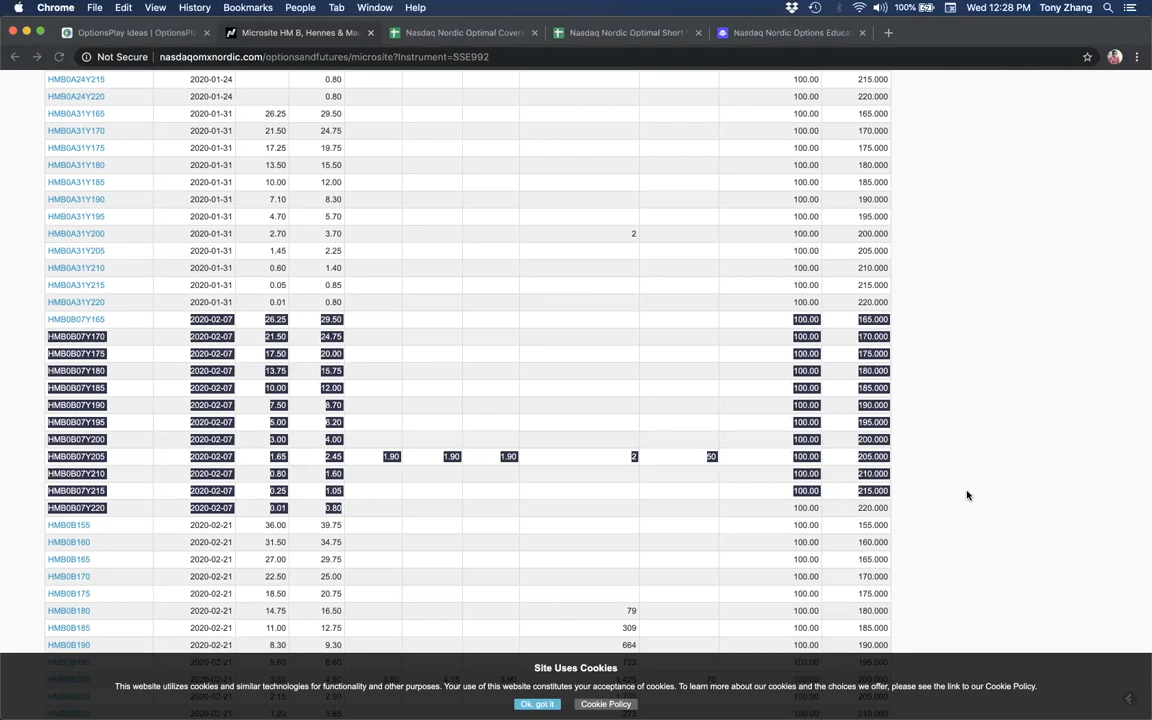 Chrome File Edit View History Bookmarks People Tab Window Help 100% Wed 12:28 PM Tony Zhang
OptionsPlay Ideas | OptionsPl Microsite HM B, Hennes & Ma Nasdaq Nordic Optimal Covere Nasdaq Nordic Optimal Short Nasdaq Nordic Options Educa
Not Secure nasdaqomxnordic.com/optionsandfutures/microsite?Instrument=SSE992
HMB0A24Y215 2020-01-24 0.80 100.00 215.000
HMB0A24Y220 2020-01-24 0.80 100.00 220.000
HMB0A31Y165 2020-01-31 26.25 29.50 100.00 165.000
HMB0A31Y170 2020-01-31 21.50 24.75 100.00 170.000
HMB0A31Y175 2020-01-31 17.25 19.75 100.00 175.000
HMB0A31Y180 2020-01-31 13.50 15.50 100.00 180.000
HMB0A31Y185 2020-01-31 10.00 12.00 100.00 185.000
HMB0A31Y190 2020-01-31 7.10 8.30 100.00 190.000
HMB0A31Y195 2020-01-31 4.70 5.70 100.00 195.000
HMB0A31Y200 2020-01-31 2.70 3.70 2 100.00 200.000
HMB0A31Y205 2020-01-31 1.45 2.25 100.00 205.000
HMB0A31Y210 2020-01-31 0.60 1.40 100.00 210.000
HMB0A31Y215 2020-01-31 0.05 0.85 100.00 215.000
HMB0A31Y220 2020-01-31 0.01 0.80 100.00 220.000
HMB0B07Y165 2020-02-07 26.25 29.50 100.00 165.000
HMB0B07Y170 2020-02-07 21.50 24.75 100.00 170.000
HMB0B07Y175 2020-02-07 17.50 20.00 100.00 175.000
HMB0B07Y180 2020-02-07 13.75 15.75 100.00 180.000
HMB0B07Y185 2020-02-07 10.00 12.00 100.00 185.000
HMB0B07Y190 2020-02-07 7.50 8.70 100.00 190.000
HMB0B07Y195 2020-02-07 5.00 6.20 100.00 195.000
HMB0B07Y200 2020-02-07 3.00 4.00 100.00 200.000
HMB0B07Y205 2020-02-07 1.65 2.45 1.90 1.90 1.90 2 50 100.00 205.000
HMB0B07Y210 2020-02-07 0.80 1.60 100.00 210.000
HMB0B07Y215 2020-02-07 0.25 1.05 100.00 215.000
HMB0B07Y220 2020-02-07 0.01 0.80 100.00 220.000
HMB0B155 2020-02-21 36.00 39.75 100.00 155.000
HMB0B160 2020-02-21 31.50 34.75 100.00 160.000
HMB0B165 2020-02-21 27.00 29.75 100.00 165.000
HMB0B170 2020-02-21 22.50 25.00 100.00 170.000
HMB0B175 2020-02-21 18.50 20.75 100.00 175.000
HMB0B180 2020-02-21 14.75 16.50 79 100.00 180.000
HMB0B185 2020-02-21 11.00 12.75 309 100.00 185.000
HMB0B190 2020-02-21 8.30 9.30 664 100.00 190.000
HMB0B195 2020-02-21 5.60 6.60 723 100.00 195.000
Site Uses Cookies
This website utilizes cookies and similar technologies for functionality and other purposes. Your use of this website constitutes your acceptance of cookies. To learn more about our cookies and the choices we offer, please see the link to our Cookie Policy.
Ok, got it Cookie Policy